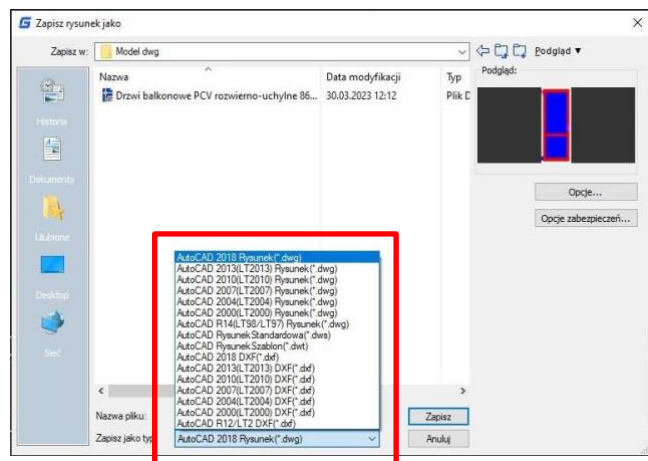 Zapisz rysunek jako
Zapisz w:
Model dwg
Podgląd
Nazwa
Data modyfikacji
Typ
Podgląd:
Drzwi balkonowe PCV rozwierno-uchylne 86...
30.03.2023 12:12
Plik D
Historia
Dokumenty
Ulubione
Desktop
Sieć
Opcje...
Opcje zabezpieczeń...
AutoCAD 2018 Rysunek(*.dwg)
AutoCAD 2013(LT2013) Rysunek(*.dwg)
AutoCAD 2010(LT2010) Rysunek(*.dwg)
AutoCAD 2007(LT2007) Rysunek(*.dwg)
AutoCAD 2004(LT2004) Rysunek(*.dwg)
AutoCAD 2000(LT2000) Rysunek(*.dwg)
AutoCAD R14(LT98/LT97) Rysunek(*.dwg)
AutoCAD Rysunek Standardowa(*.dws)
AutoCAD Rysunek Szablon(*.dwt)
AutoCAD 2018 DXF(*.dxf)
AutoCAD 2013(LT2013) DXF(*.dxf)
AutoCAD 2010(LT2010) DXF(*.dxf)
AutoCAD 2007(LT2007) DXF(*.dxf)
AutoCAD 2004(LT2004) DXF(*.dxf)
AutoCAD 2000(LT2000) DXF(*.dxf)
AutoCAD R12/LT2 DXF(*.dxf)
Nazwa pliku:
Zapisz
Zapisz jako typ
AutoCAD 2018 Rysunek(*.dwg)
Anuluj